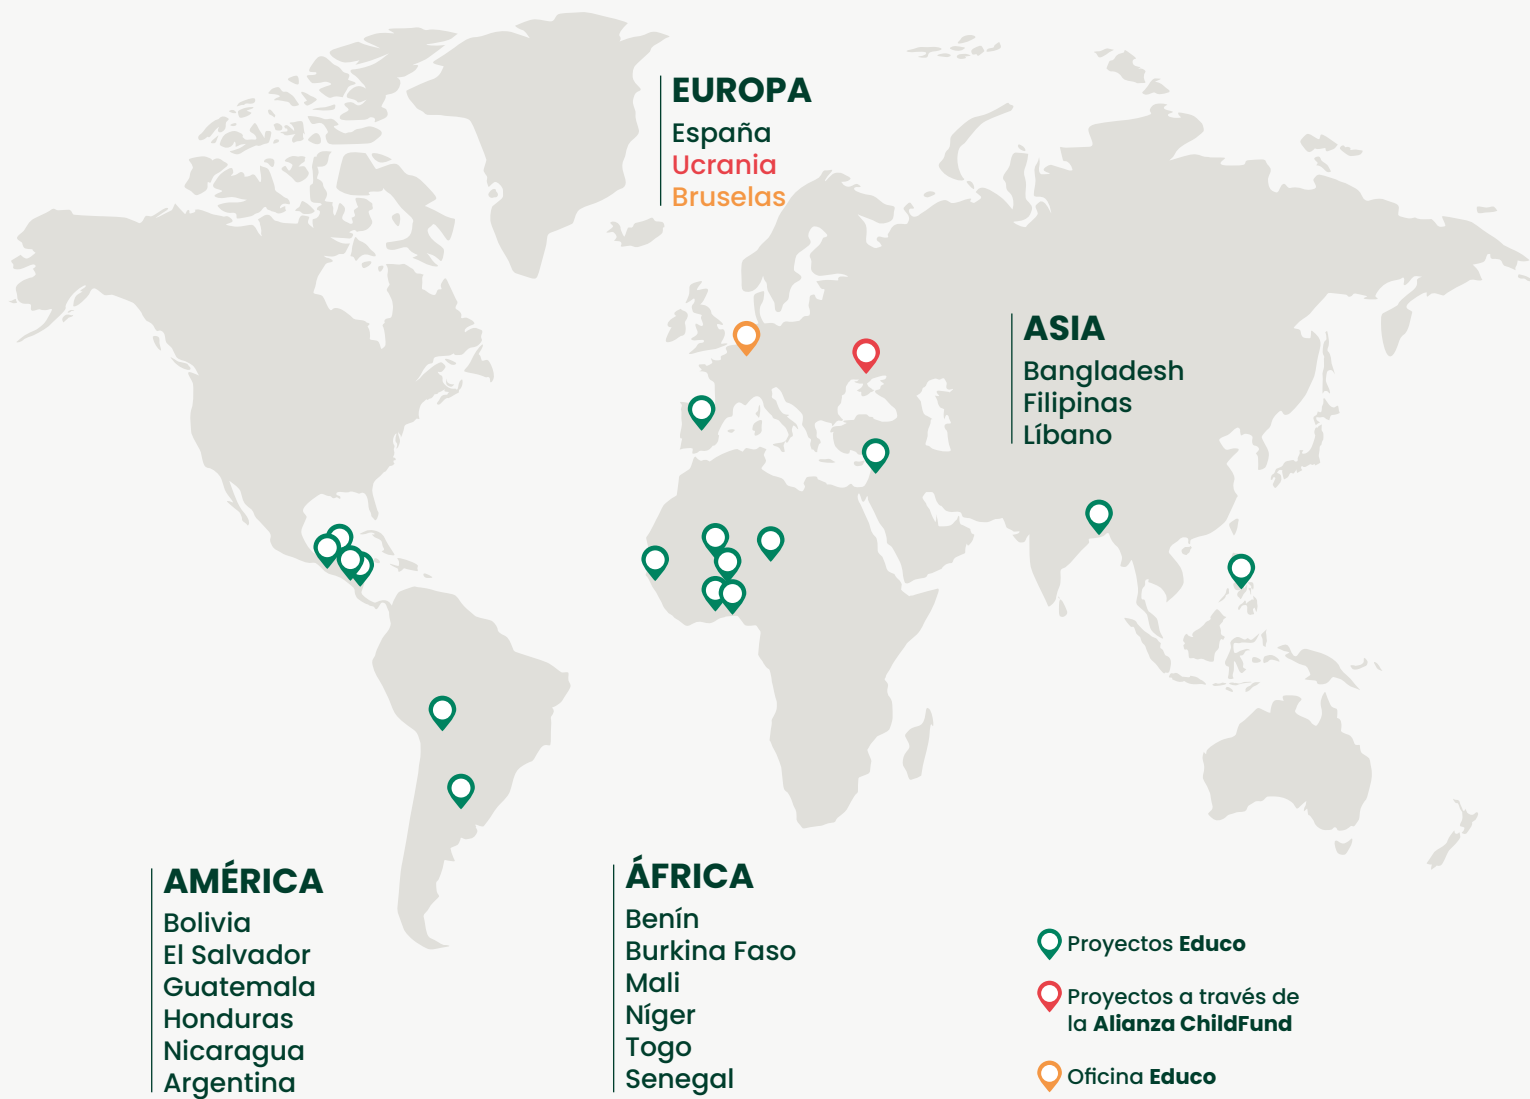 EUROPA
España
Ucrania
Bruselas
ASIA
Bangladesh
Filipinas
Líbano
AMÉRICA
Bolivia
El Salvador
Guatemala
Honduras
Nicaragua
Argentina
ÁFRICA
Benín
Burkina Faso
Mali
Níger
Togo
Senegal
Proyectos Educo
Proyectos a través de
la Alianza ChildFund
Oficina Educo